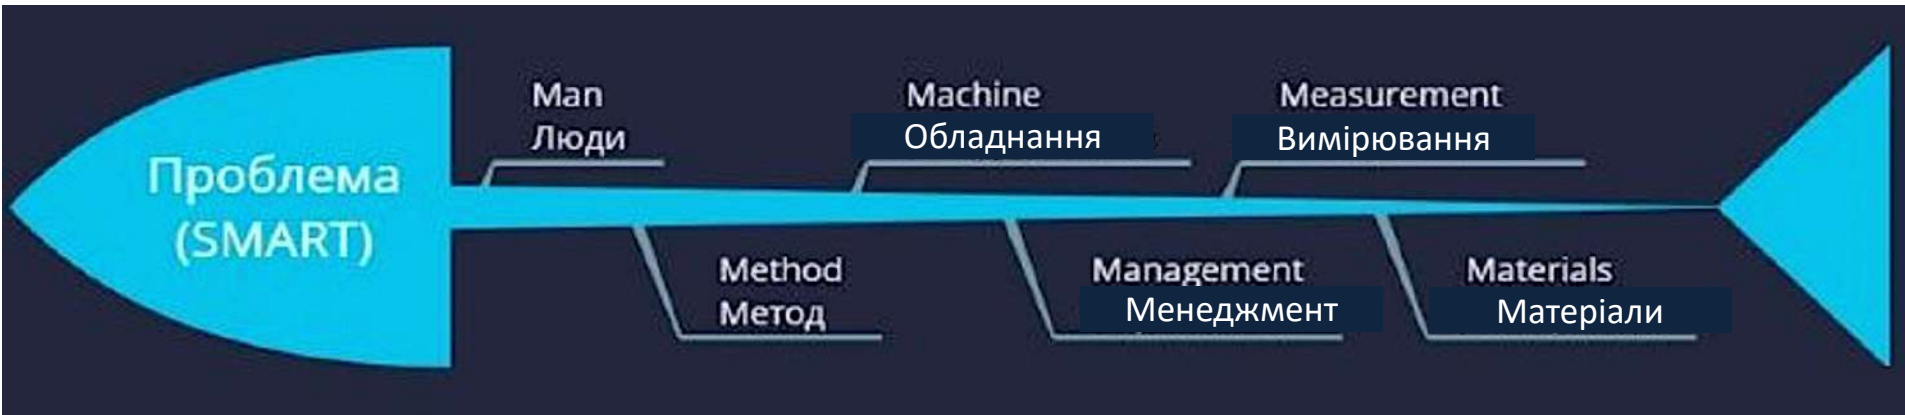 Проблема
(SMART)
Man
Люди
Machine
Обладнання
Measurement
Вимірювання
Method
Метод
Management
Менеджмент
Materials
Матеріали